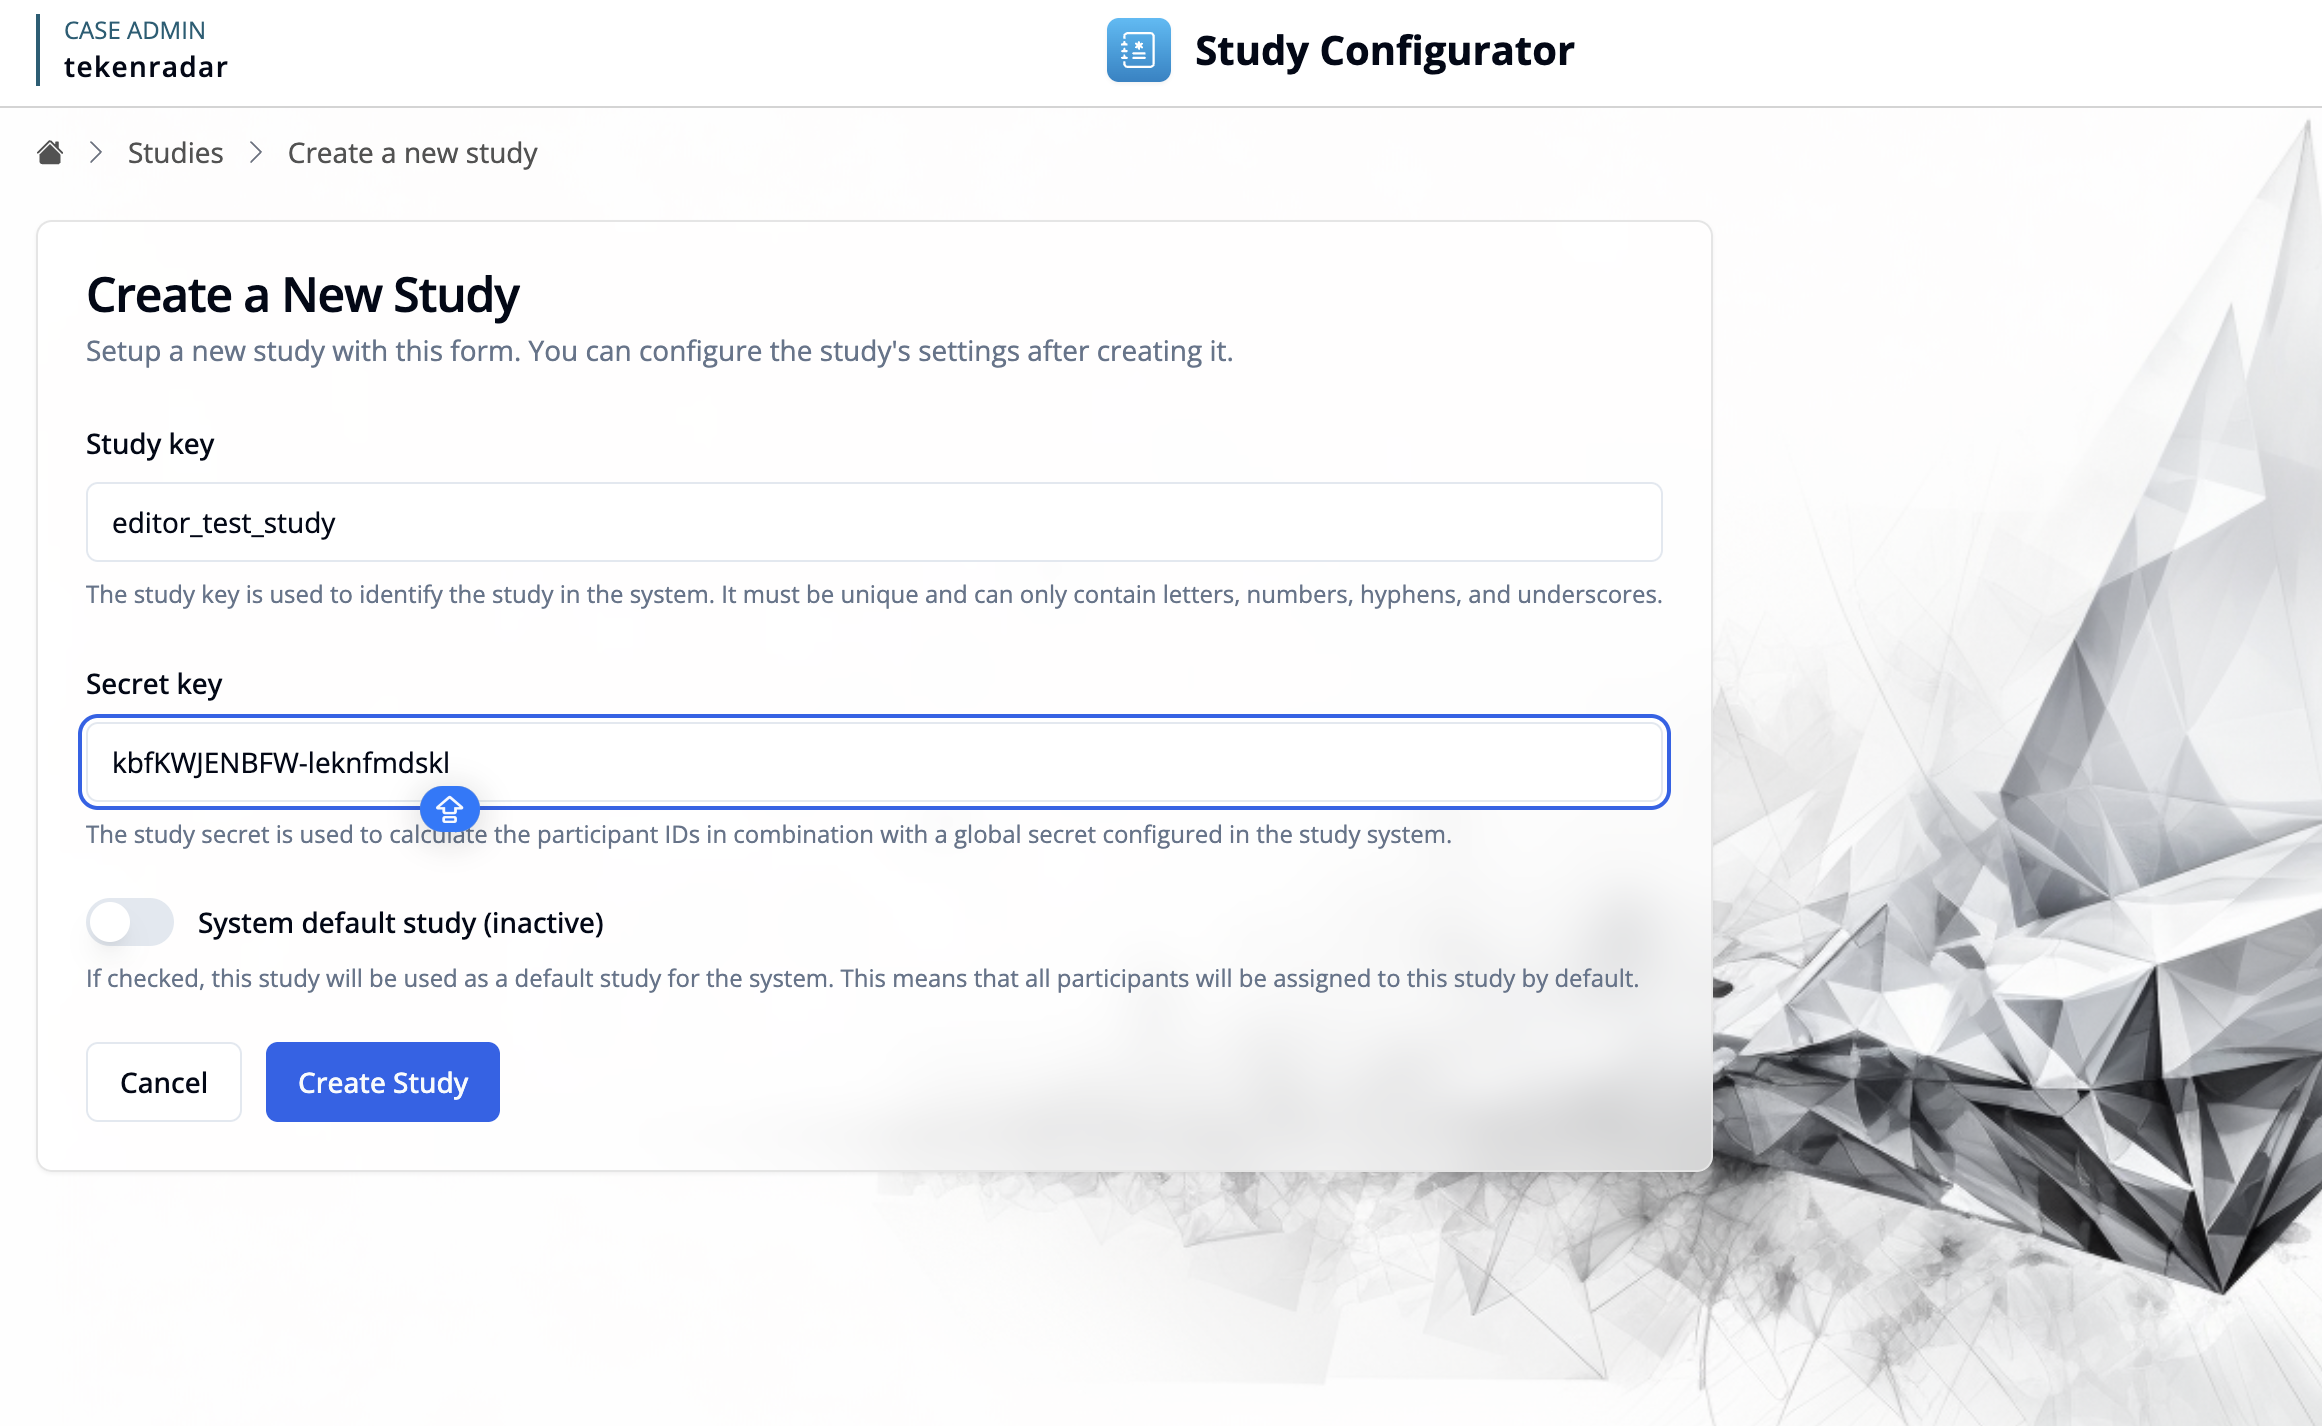 CASE ADMIN
tekenradar
Study Configurator
Studies
Create a new study
Create a New Study
Setup a new study with this form. You can configure the study's settings after creating it.
Study key
editor_test_study
The study key is used to identify the study in the system. It must be unique and can only contain letters, numbers, hyphens, and underscores.
Secret key
kbfKWJENBFW-leknfmdskl
The study secret is used to calculate the participant IDs in combination with a global secret configured in the study system.
System default study (inactive)
If checked, this study will be used as a default study for the system. This means that all participants will be assigned to this study by default.
Cancel
Create Study